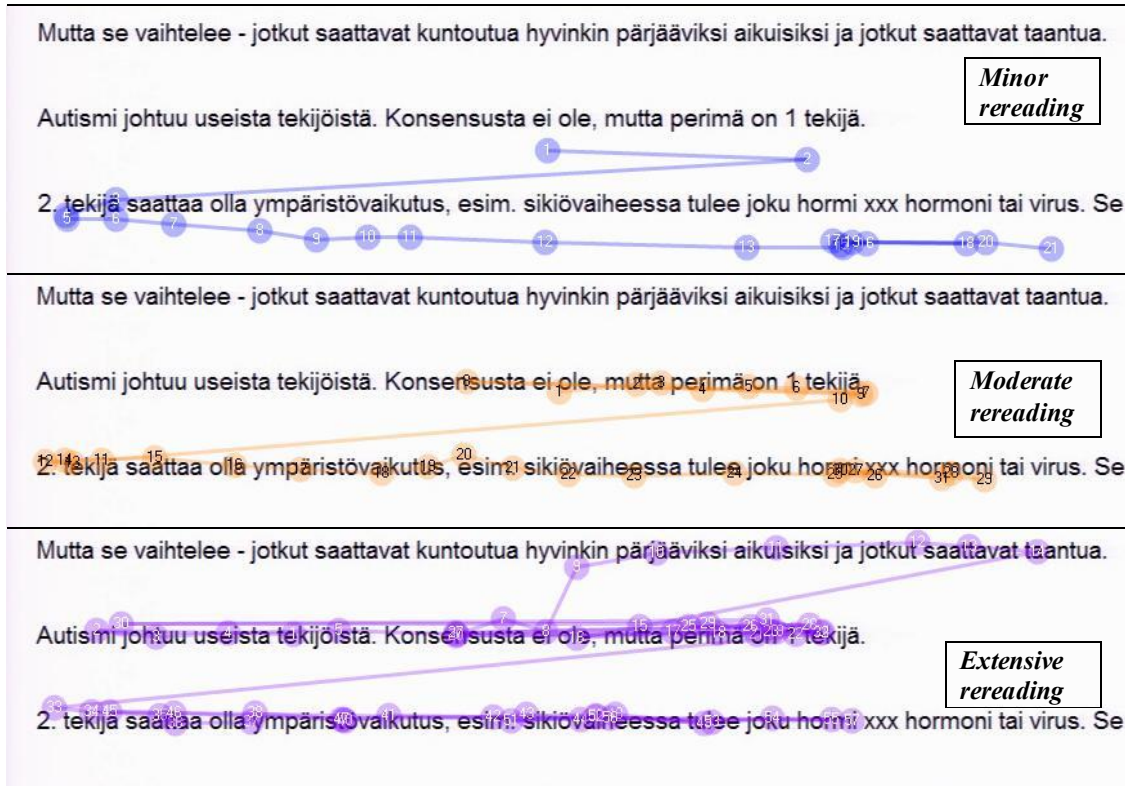 Mutta se vaihtelee - jotkut saattavat kuntoutua hyvinkin pärjääviksi aikuisiksi ja jotkut saattavat taantua.
Minor
rereading
Autismi johtuu useista tekijöistä. Konsensusta ei ole, mutta perimä on 1 tekijä.
2. tekijä saattaa olla ympäristövaikutus, esim. sikiövaiheessa tulee joku hormi xxx hormoni tai virus. Se
Mutta se vaihtelee - jotkut saattavat kuntoutua hyvinkin pärjääviksi aikuisiksi ja jotkut saattavat taantua.
Autismi johtuu useista tekijöistä. Konsensusta ei ole, mutta perimä on 1 tekijä.
Moderate
rereading
2. tekijä saattaa olla ympäristövaikutus, esim. sikiövaiheessa tulee joku hormi xxx hormoni tai virus. Se
Mutta se vaihtelee - jotkut saattavat kuntoutua hyvinkin pärjääviksi aikuisiksi ja jotkut saattavat taantua.
Autismi johtuu useista tekijöistä. Konsensusta ei ole, mutta perimä on 1 tekijä.
Extensive
rereading
2. tekijä saattaa olla ympäristövaikutus, esim. sikiövaiheessa tulee joku hormi xxx hormoni tai virus. Se